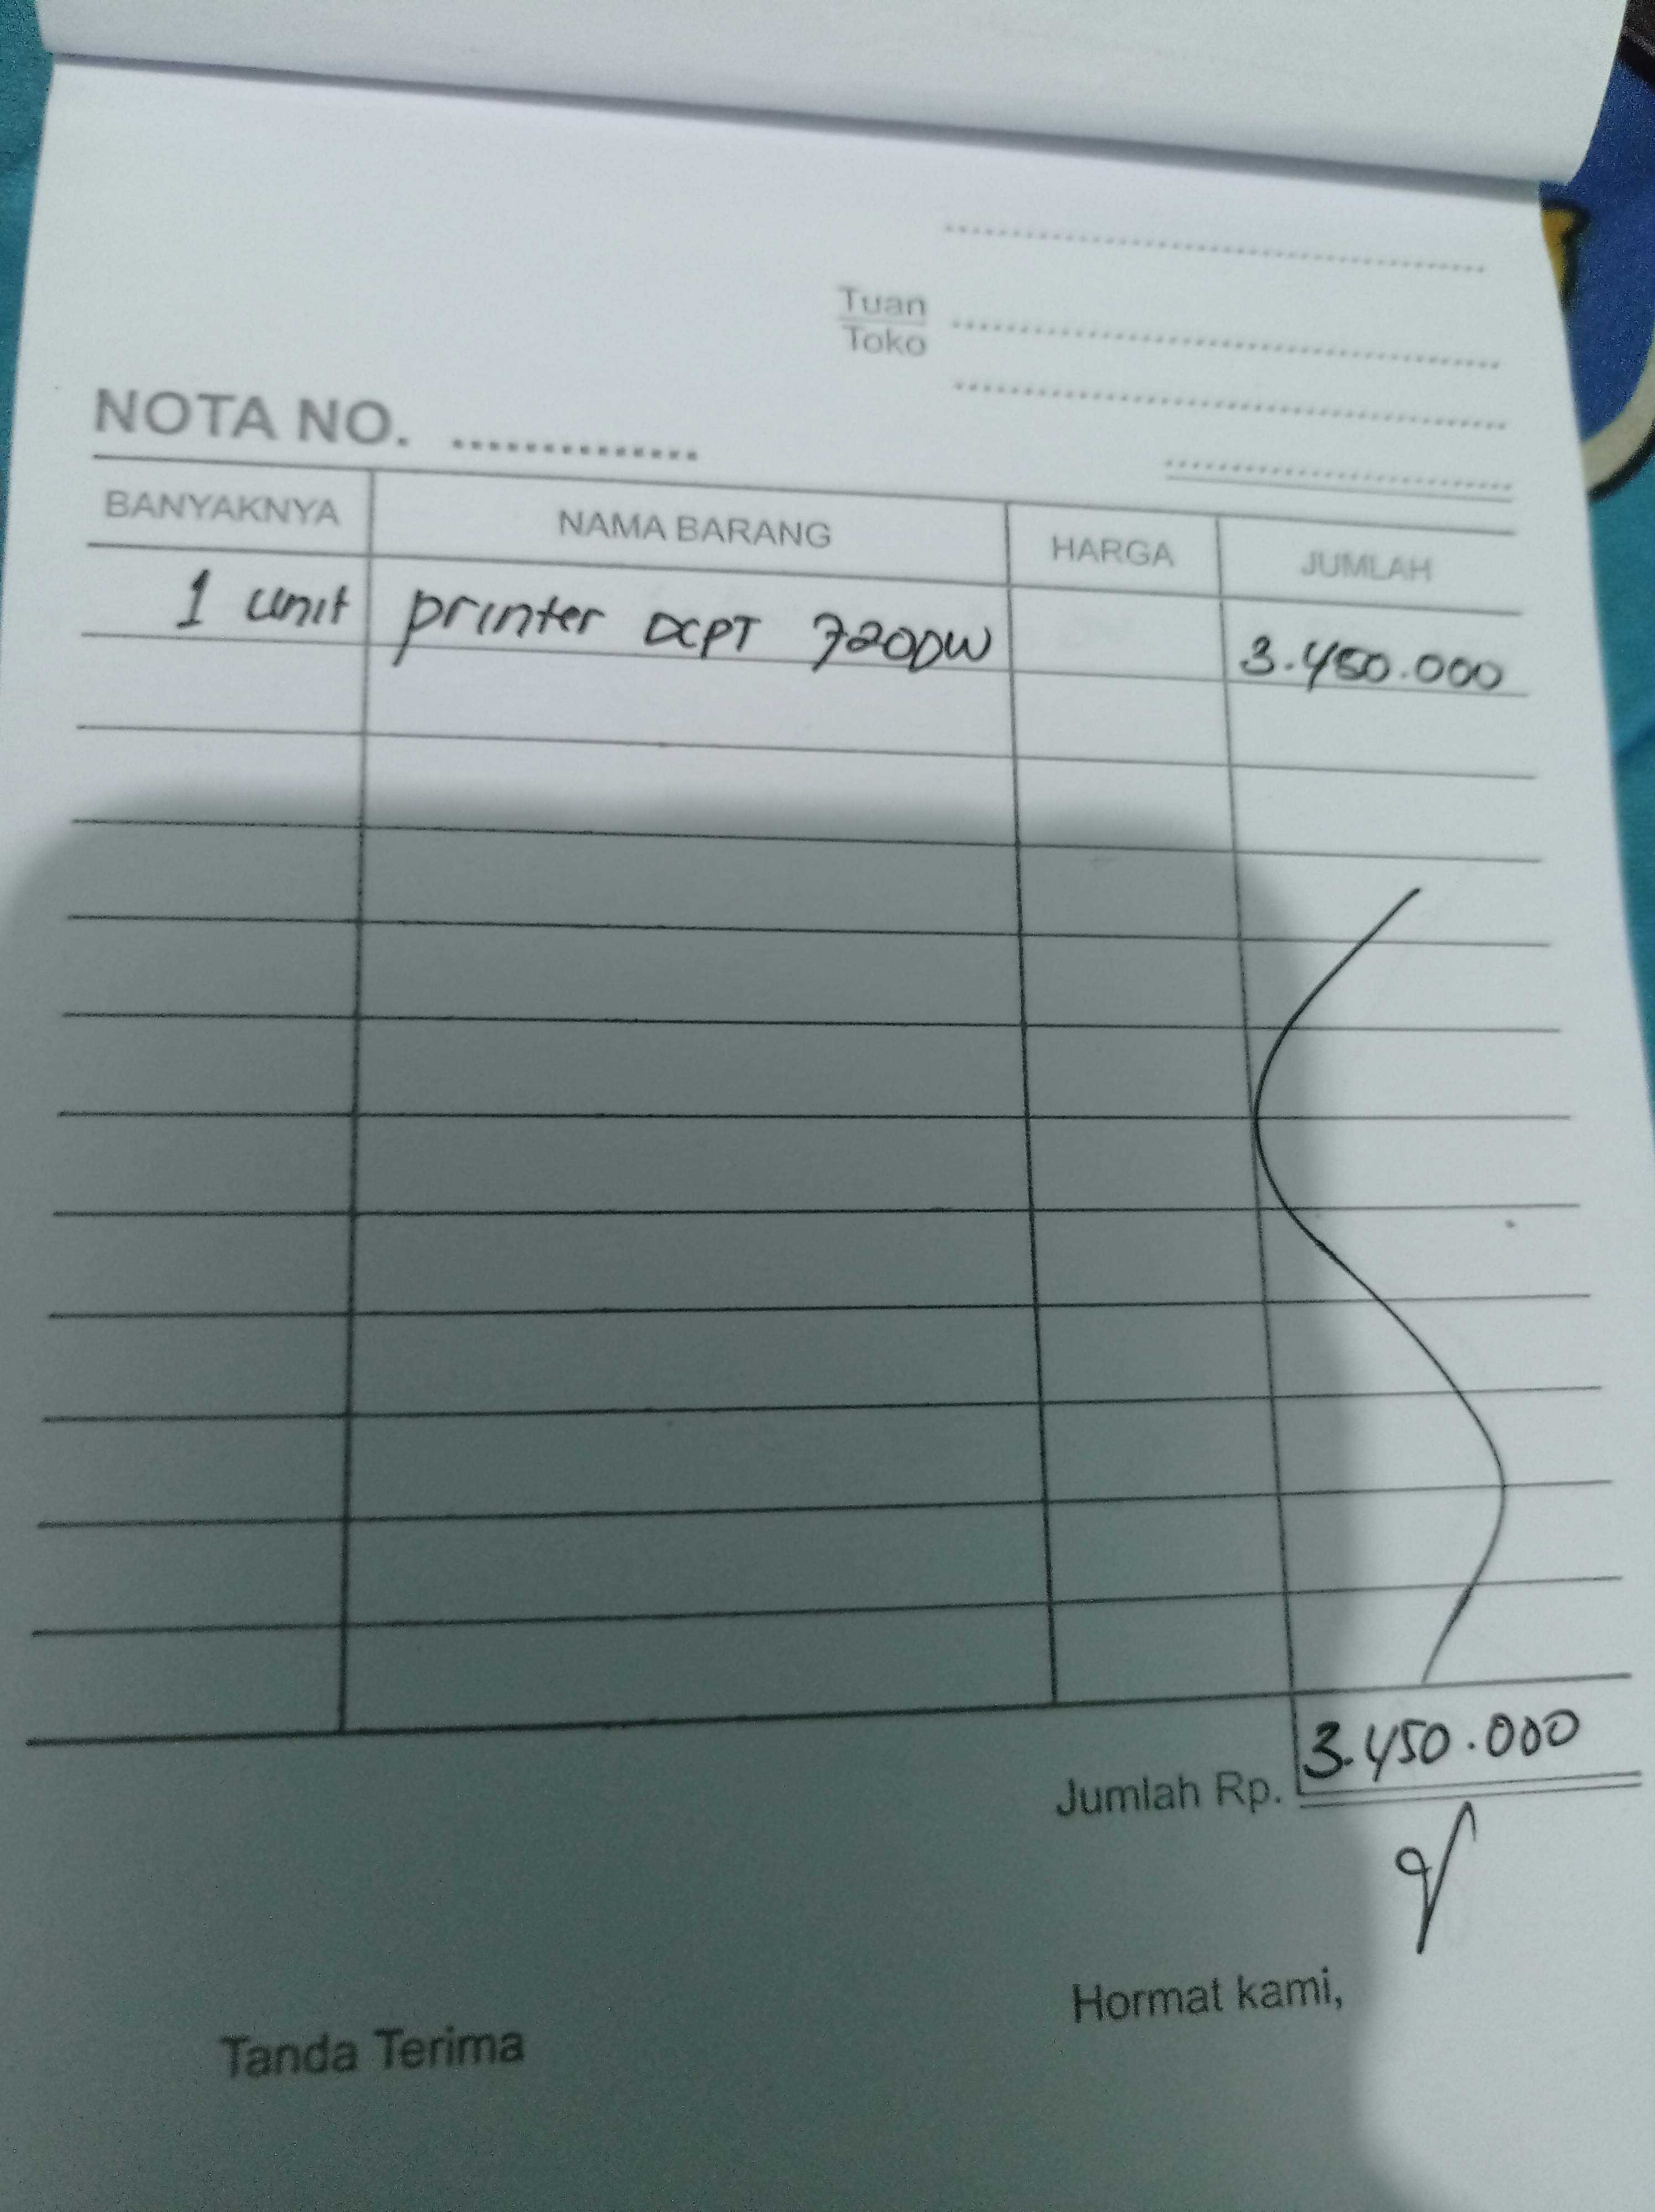 Tuan
Toko
NOTA NO. ...............
BANYAKNYA NAMA BARANG HARGA JUMLAH
1 unit printer DCPT 720DW 3.450.000
Jumlah Rp. 3.450.000
Hormat kami,
Tanda Terima